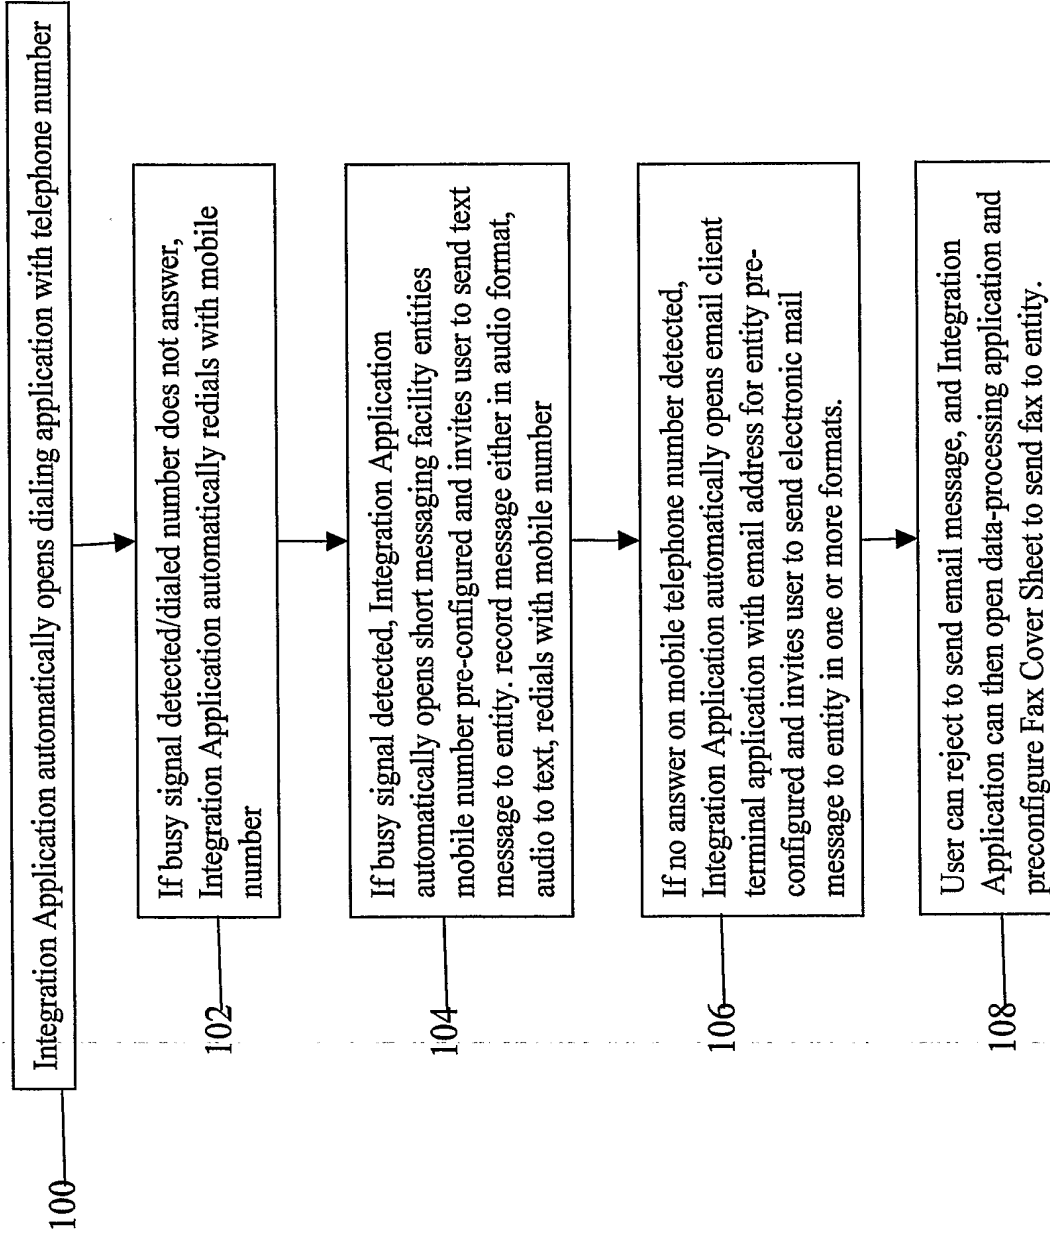 Integration Application automatically opens dialing application with telephone number
100
If busy signal detected/dialed number does not answer,
Integration Application automatically redials with mobile
number
102
If busy signal detected, Integration Application
automatically opens short messaging facility entities
mobile number pre-configured and invites user to send text
message to entity. record message either in audio format,
audio to text, redials with mobile number
104
If no answer on mobile telephone number detected,
Integration Application automatically opens email client
terminal application with email address for entity pre-
configured and invites user to send electronic mail
message to entity in one or more formats.
106
User can reject to send email message, and Integration
Application can then open data-processing application and
preconfigure Fax Cover Sheet to send fax to entity.
108